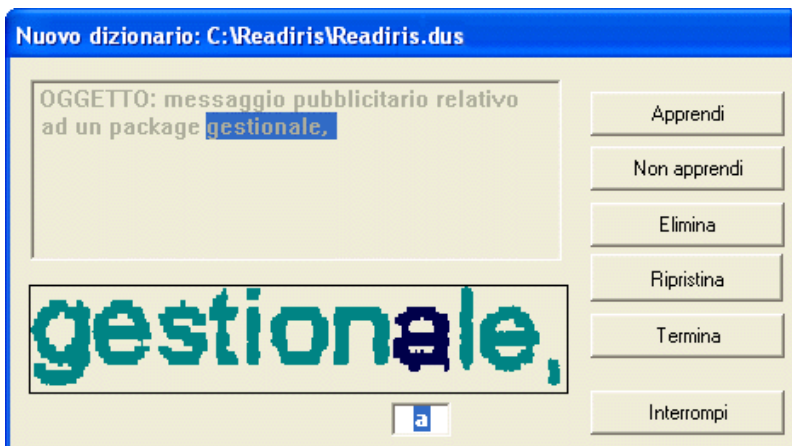 Nuovo dizionario: C:\Readiris\Readiris.dus
OGGETTO: messaggio pubblicitario relativo
ad un package gestionale,
Apprendi
Non apprendi
Elimina
Ripristina
Termina
Interrompi
gestionale,
a